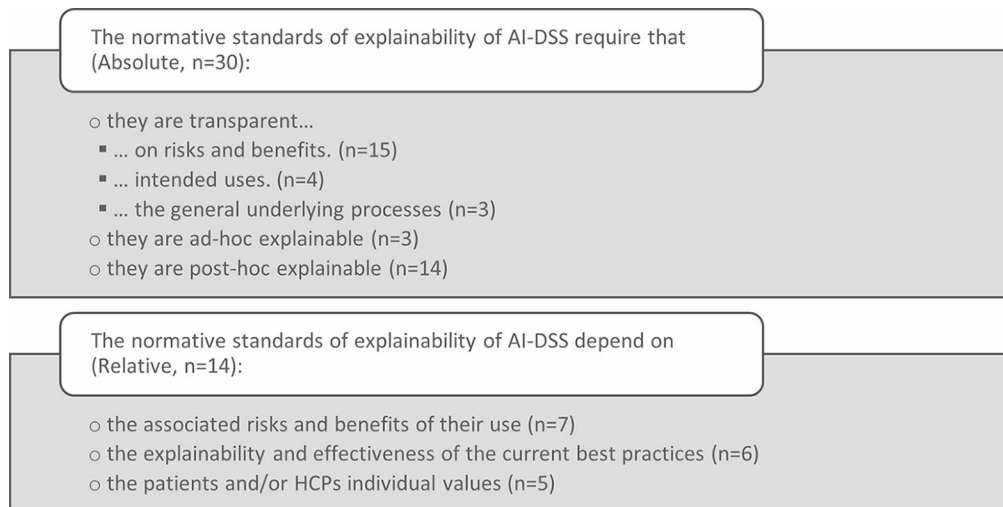 The normative standards of explainability of AI-DSS require that
(Absolute, n=30):
o they are transparent…
▪ … on risks and benefits. (n=15)
▪ … intended uses. (n=4)
▪ … the general underlying processes (n=3)
o they are ad-hoc explainable (n=3)
o they are post-hoc explainable (n=14)
The normative standards of explainability of AI-DSS depend on
(Relative, n=14):
o the associated risks and benefits of their use (n=7)
o the explainability and effectiveness of the current best practices (n=6)
o the patients and/or HCPs individual values (n=5)